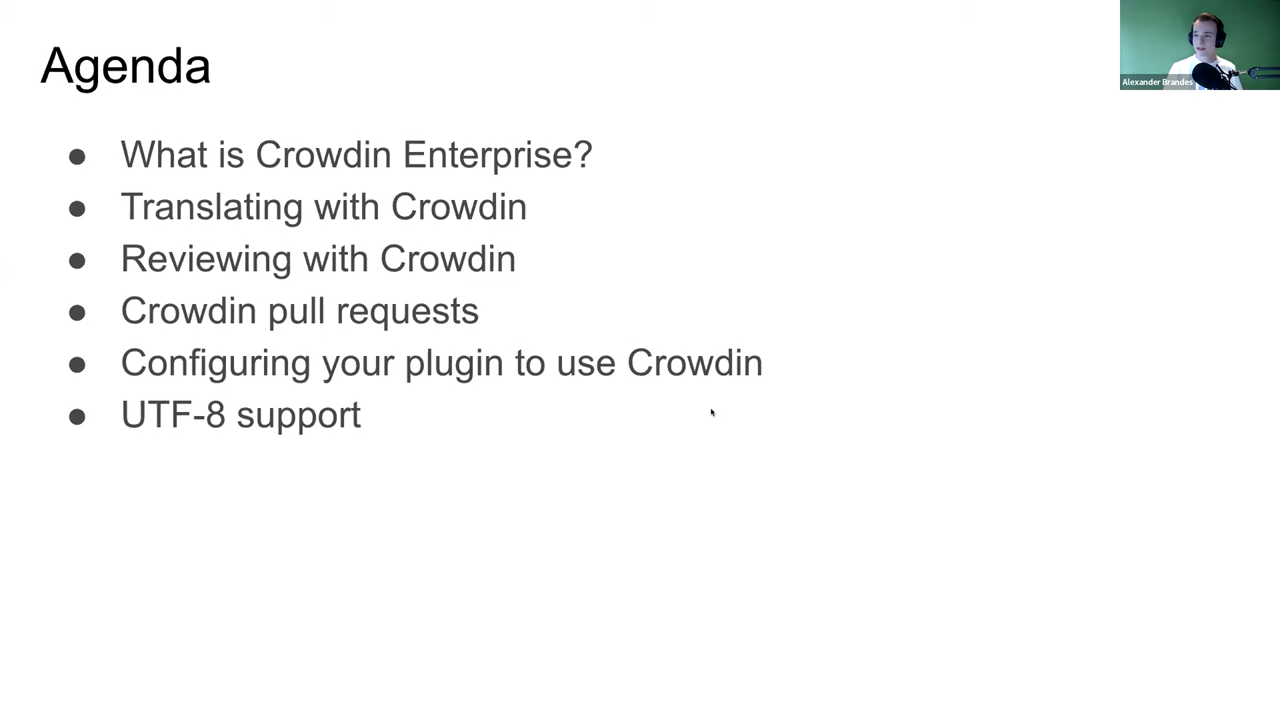 Agenda
Alexander Brandes
● What is Crowdin Enterprise?
● Translating with Crowdin
● Reviewing with Crowdin
● Crowdin pull requests
● Configuring your plugin to use Crowdin
● UTF-8 support